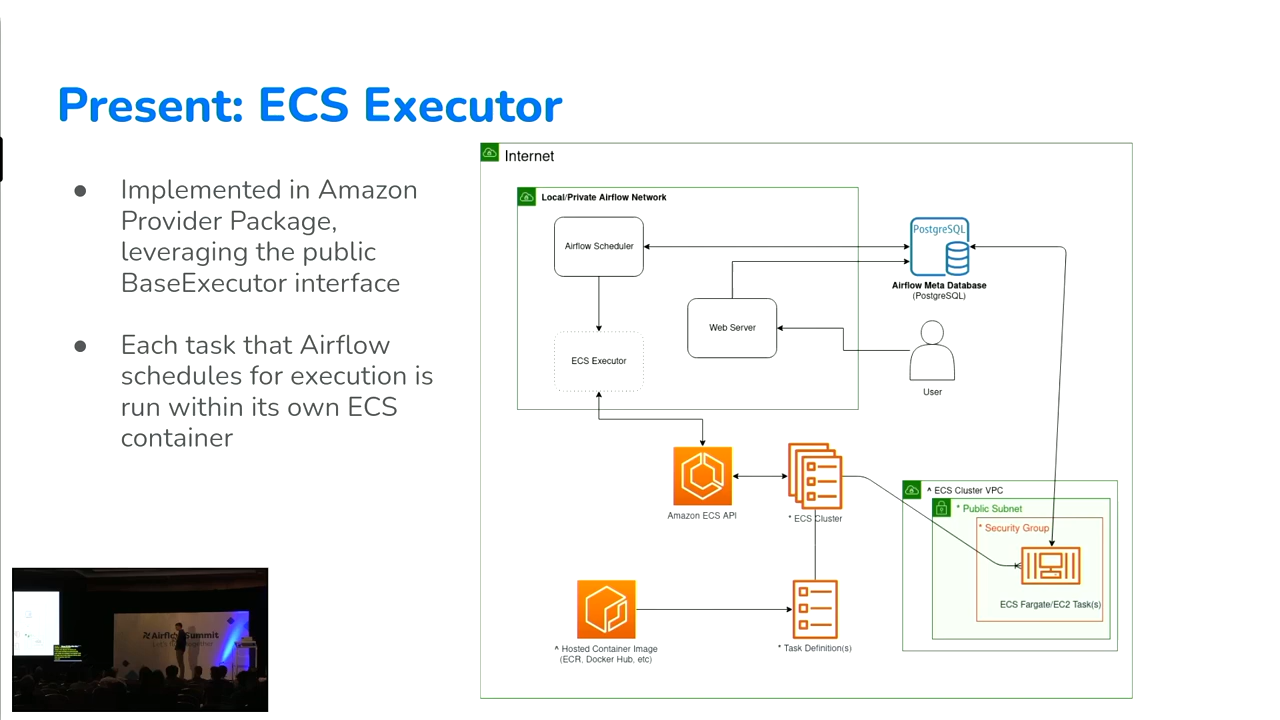 Present: ECS Executor
● Implemented in Amazon
Provider Package,
leveraging the public
BaseExecutor interface
● Each task that Airflow
schedules for execution is
run within its own ECS
container
Internet
Local/Private Airflow Network
Airflow Scheduler
PostgreSQL
Airflow Meta Database
(PostgreSQL)
Web Server
ECS Executor
User
Amazon ECS API
* ECS Cluster
^ ECS Cluster VPC
* Public Subnet
* Security Group
ECS Fargate/EC2 Task(s)
^ Hosted Container Image
(ECR, Docker Hub, etc)
* Task Definition(s)
Airflow Summit